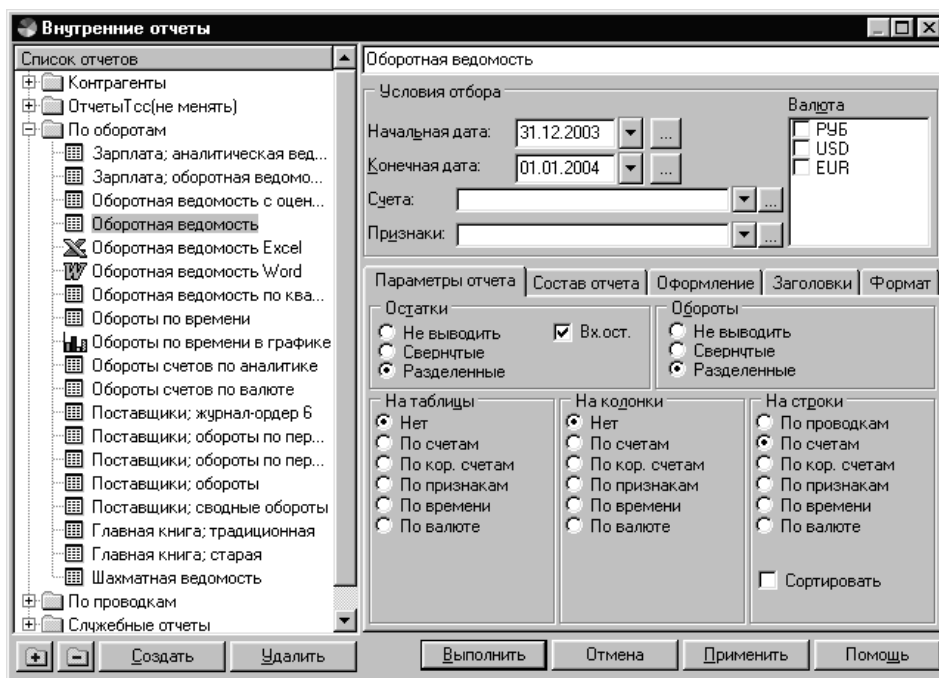 Внутренние отчеты
Список отчетов
Контрагенты
ОтчетыТсс(не менять)
По оборотам
Зарплата; аналитическая вед...
Зарплата; оборотная ведомо...
Оборотная ведомость с оцен...
Оборотная ведомость
Оборотная ведомость Excel
Оборотная ведомость Word
Оборотная ведомость по ква...
Обороты по времени
Обороты по времени в графике
Обороты счетов по аналитике
Обороты счетов по валюте
Поставщики; журнал-ордер 6
Поставщики; обороты по пер...
Поставщики; обороты по пер...
Поставщики; обороты
Поставщики; сводные обороты
Главная книга; традиционная
Главная книга; старая
Шахматная ведомость
По проводкам
Служебные отчеты
Создать
Удалить
Оборотная ведомость
Условия отбора
Валюта
Начальная дата: 31.12.2003 ...
РУБ
USD
Конечная дата: 01.01.2004 ...
EUR
Счета: ...
Признаки: ...
Параметры отчета Состав отчета Оформление Заголовки Формат
Остатки
Не выводить
Вх.ост.
Свернутые
Разделенные
Обороты
Не выводить
Свернутые
Разделенные
На таблицы
Нет
По счетам
По кор. счетам
По признакам
По времени
По валюте
На колонки
Нет
По счетам
По кор. счетам
По признакам
По времени
По валюте
На строки
По проводкам
По счетам
По кор. счетам
По признакам
По времени
По валюте
Сортировать
Выполнить
Отмена
Применить
Помощь